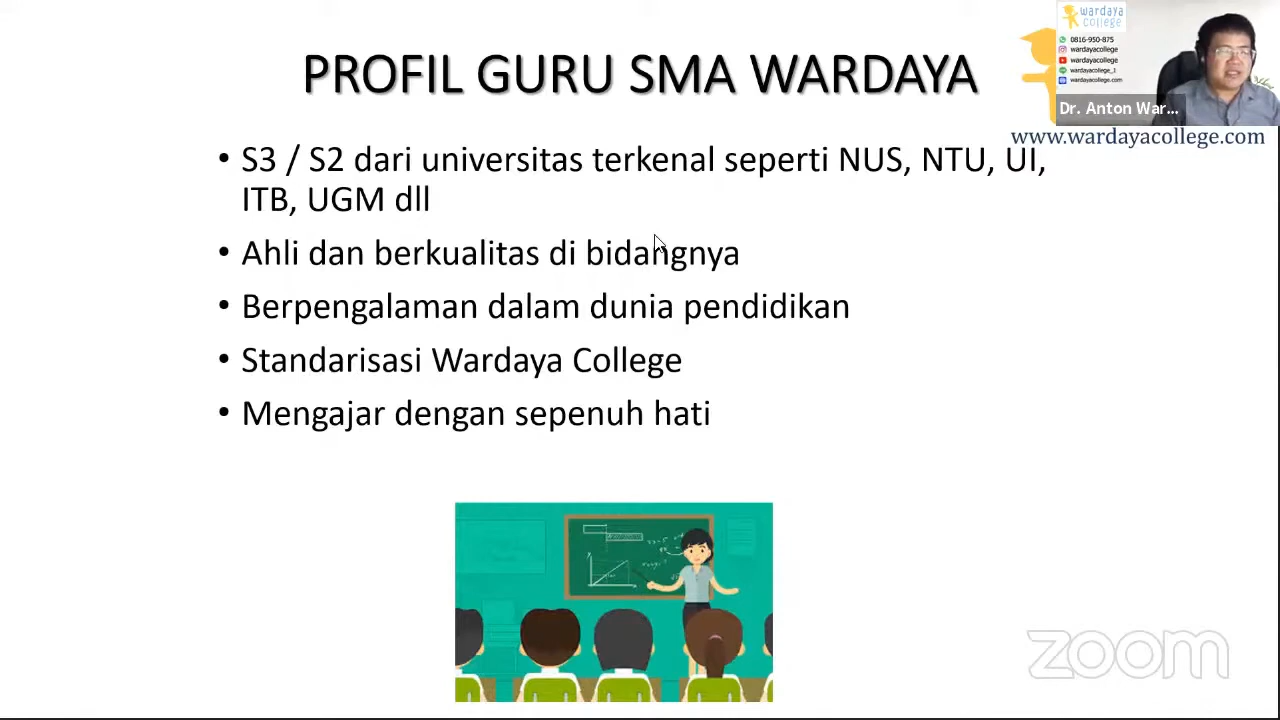 PROFIL GURU SMA WARDAYA
• S3 / S2 dari universitas terkenal seperti NUS, NTU, UI,
ITB, UGM dll
• Ahli dan berkualitas di bidangnya
• Berpengalaman dalam dunia pendidikan
• Standarisasi Wardaya College
• Mengajar dengan sepenuh hati
wardaya
college
0816-950-875
wardayacollege
wardayacollege
wardayacollege_1
wardayacollege.com
Dr. Anton War...
www.wardayacollege.com
zoom